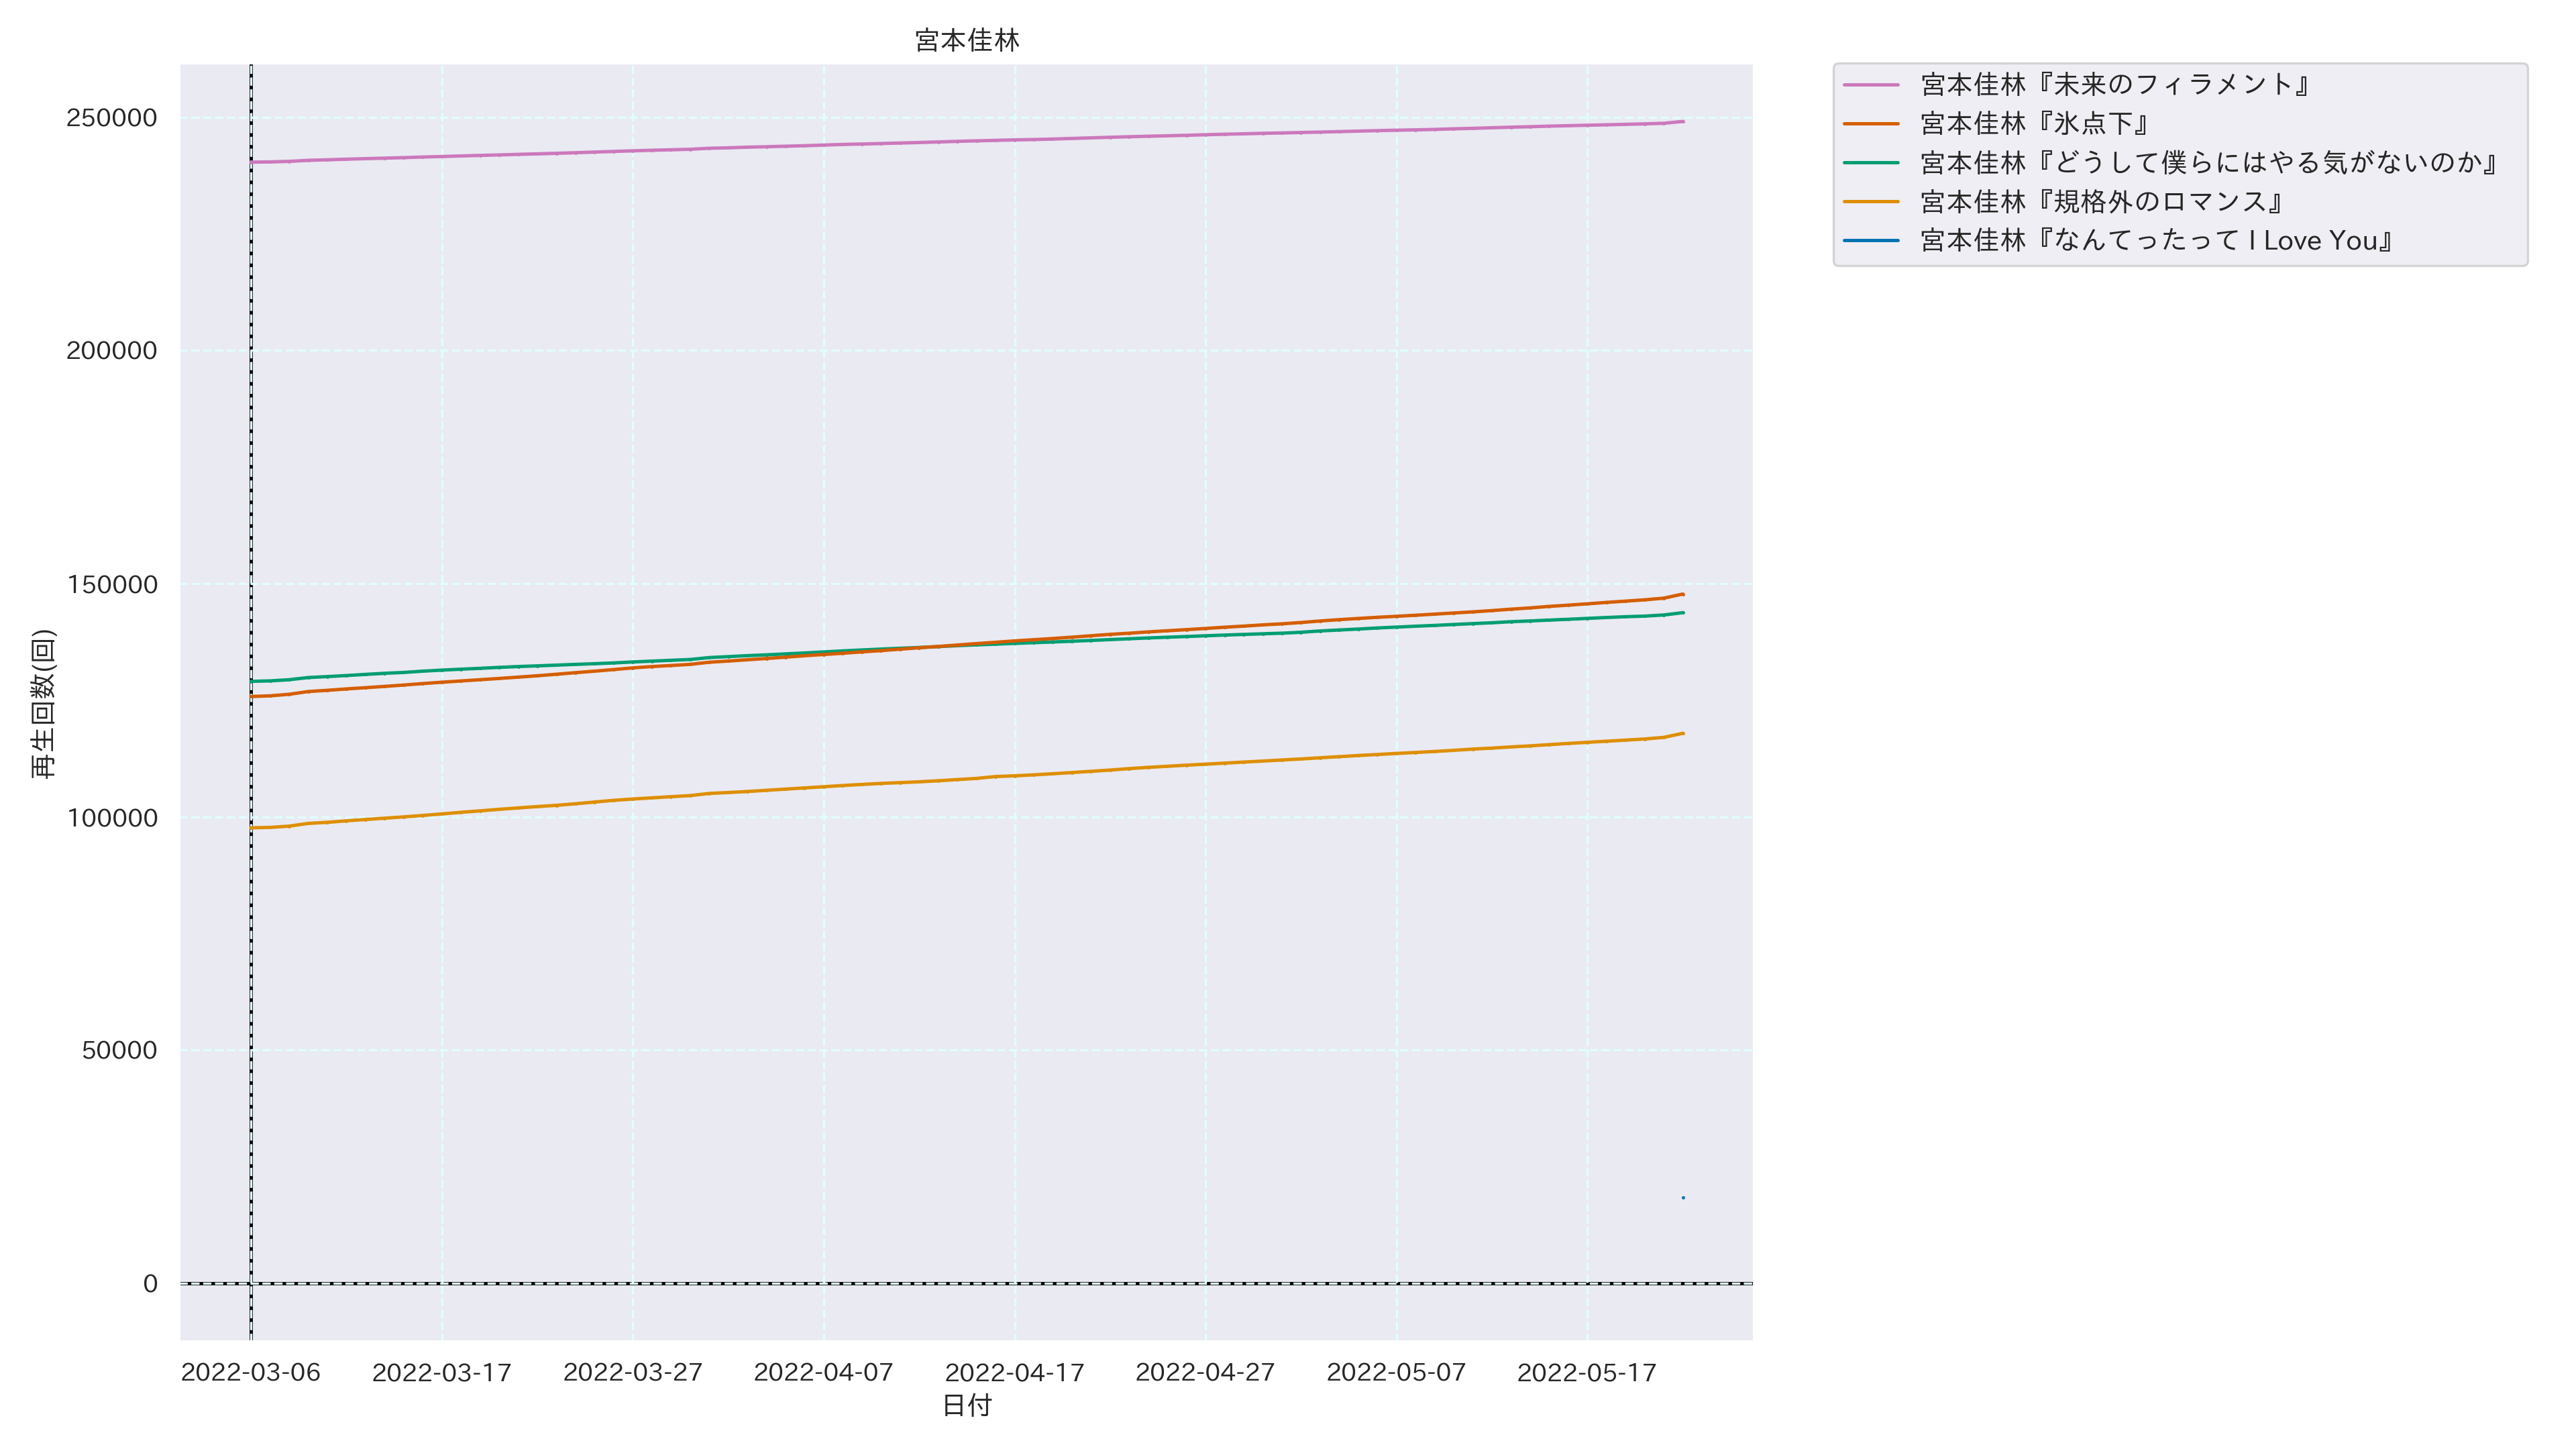 宮本佳林
250000
200000
150000
100000
50000
0
再生回数(回)
2022-03-06 2022-03-17 2022-03-27 2022-04-07 2022-04-17 2022-04-27 2022-05-07 2022-05-17
日付
宮本佳林『未来のフィラメント』
宮本佳林『氷点下』
宮本佳林『どうして僕らにはやる気がないのか』
宮本佳林『規格外のロマンス』
宮本佳林『なんてったって I Love You』